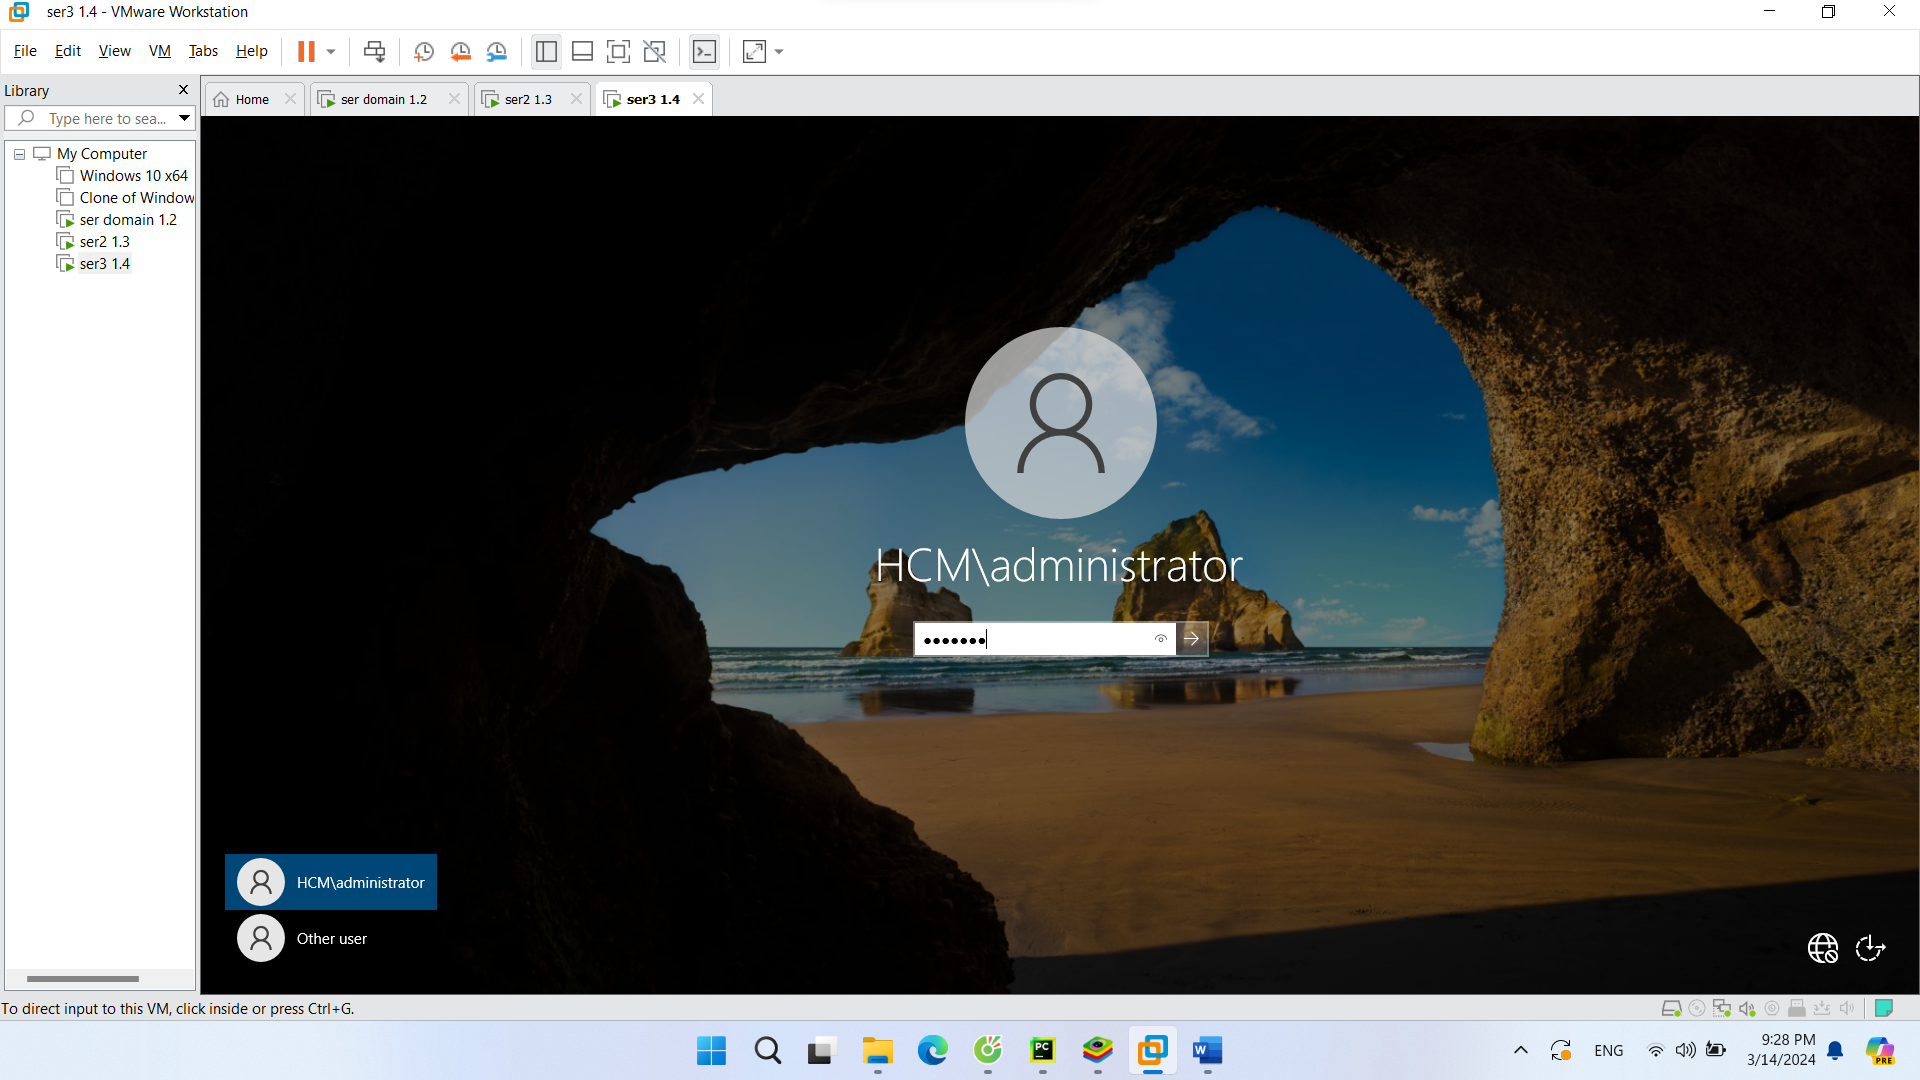 ser3 1.4 - VMware Workstation
File Edit View VM Tabs Help
Library
Type here to sea...
My Computer
Windows 10 x64
Clone of Window
ser domain 1.2
ser2 1.3
ser3 1.4
Home
ser domain 1.2
ser2 1.3
ser3 1.4
HCM\administrator
HCM\administrator
Other user
To direct input to this VM, click inside or press Ctrl+G.
PC
W
ENG
9:28 PM
3/14/2024
PRE